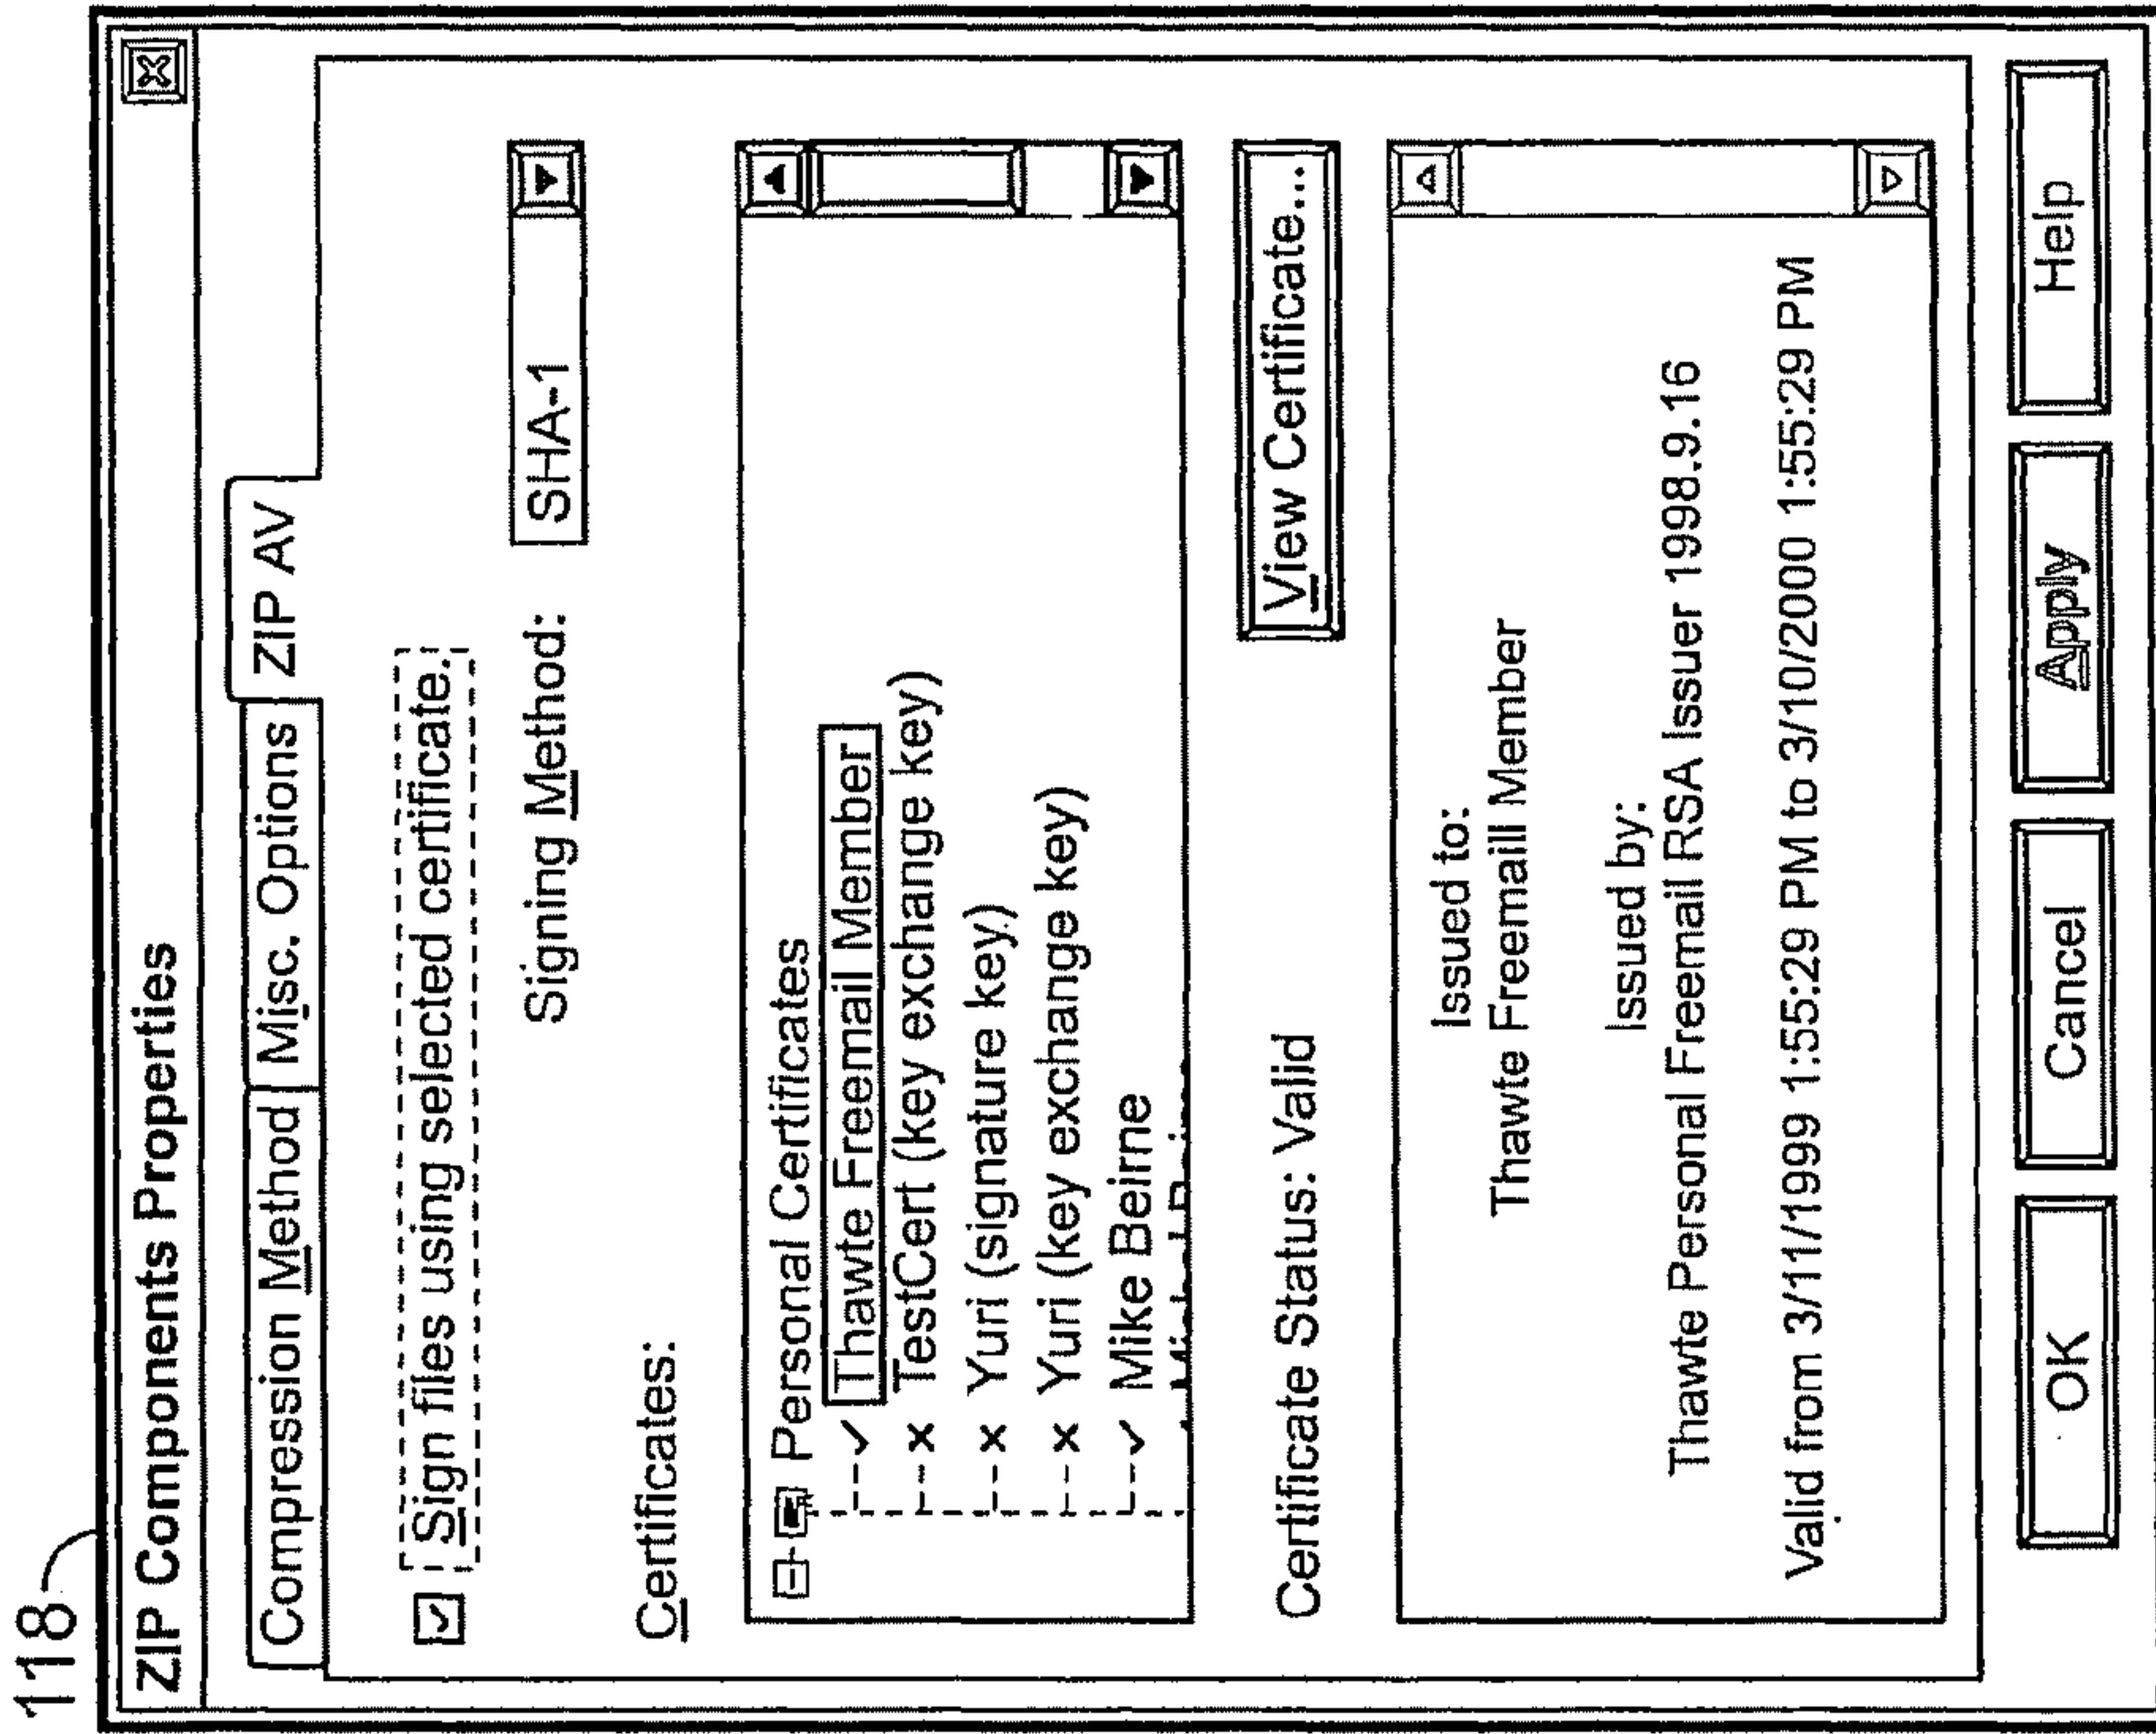 118
ZIP Components Properties
Compression Method Misc. Options ZIP AV
Sign files using selected certificate.
Signing Method: SHA-1
Certificates:
Personal Certificates
Thawte Freemail Member
TestCert (key exchange key)
Yuri (signature key)
Yuri (key exchange key)
Mike Beirne
Certificate Status: Valid View Certificate...
Issued to:
Thawte Freemaill Member
Issued by:
Thawte Personal Freemail RSA Issuer 1998.9.16
Valid from 3/11/1999 1:55:29 PM to 3/10/2000 1:55:29 PM
OK Cancel Apply Help